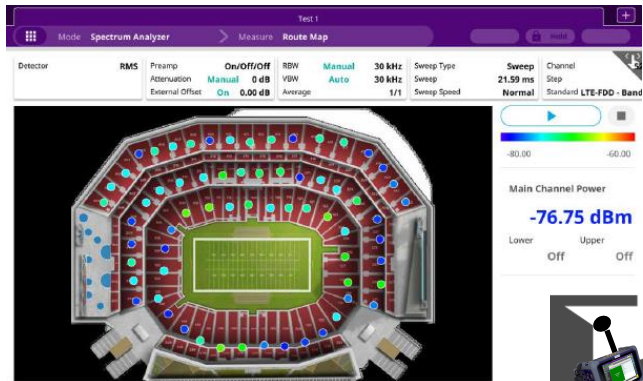 Test 1
Mode Spectrum Analyzer Measure Route Map Hold
Detector RMS
Preamp On/Off/Off
Attenuation Manual 0 dB
External Offset On 0.00 dB
RBW Manual 30 kHz
VBW Auto 30 kHz
Average 1/1
Sweep Type Sweep
Sweep 21.59 ms
Sweep Speed Normal
Channel
Step
Standard LTE-FDD - Band
-80.00 -60.00
Main Channel Power
-76.75 dBm
Lower Upper
Off Off